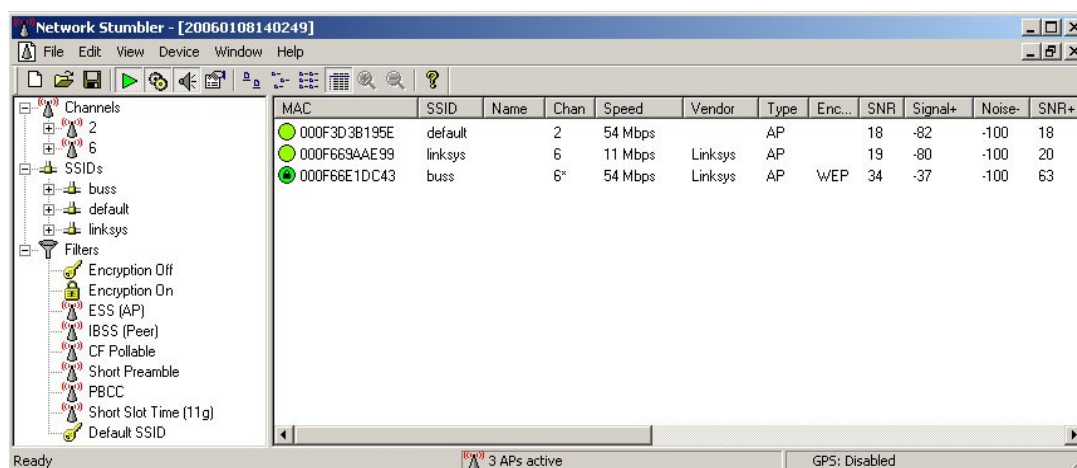 Network Stumbler - [20060108140249]
File Edit View Device Window Help
Channels
2
6
SSIDs
buss
default
linksys
Filters
Encryption Off
Encryption On
ESS (AP)
IBSS (Peer)
CF Pollable
Short Preamble
PBCC
Short Slot Time (11g)
Default SSID
MAC SSID Name Chan Speed Vendor Type Enc... SNR Signal+ Noise- SNR+
000F3D3B195E default 2 54 Mbps AP 18 -82 -100 18
000F669AAE99 linksys 6 11 Mbps Linksys AP 19 -80 -100 20
000F66E1DC43 buss 6* 54 Mbps Linksys AP WEP 34 -37 -100 63
Ready 3 APs active GPS: Disabled